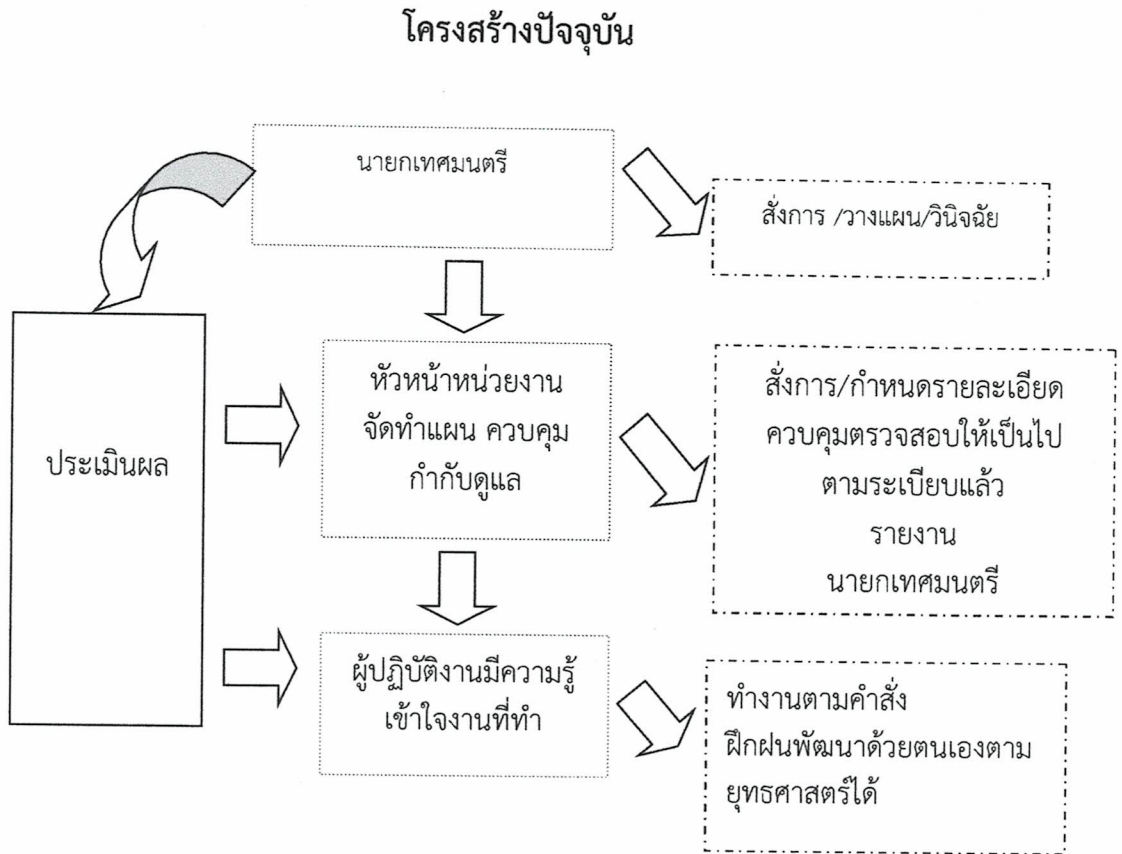 โครงสร้างปัจจุบัน
นายกเทศมนตรี
สั่งการ /วางแผน/วินิจฉัย
ประเมินผล
หัวหน้าหน่วยงาน
จัดทำแผน ควบคุม
กำกับดูแล
สั่งการ/กำหนดรายละเอียด
ควบคุมตรวจสอบให้เป็นไป
ตามระเบียบแล้ว
รายงาน
นายกเทศมนตรี
ผู้ปฏิบัติงานมีความรู้
เข้าใจงานที่ทำ
ทำงานตามคำสั่ง
ฝึกฝนพัฒนาด้วยตนเองตาม
ยุทธศาสตร์ได้